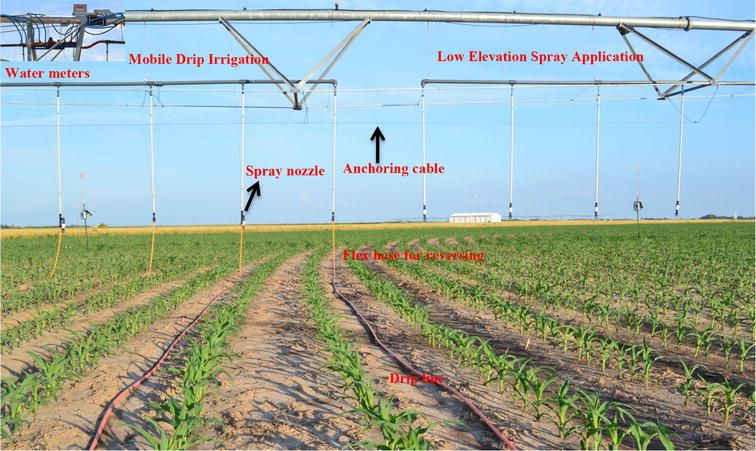 Mobile Drip Irrigation
Low Elevation Spray Application
Water meters
Spray nozzle
Anchoring cable
Flex hose for reversing
Drip line